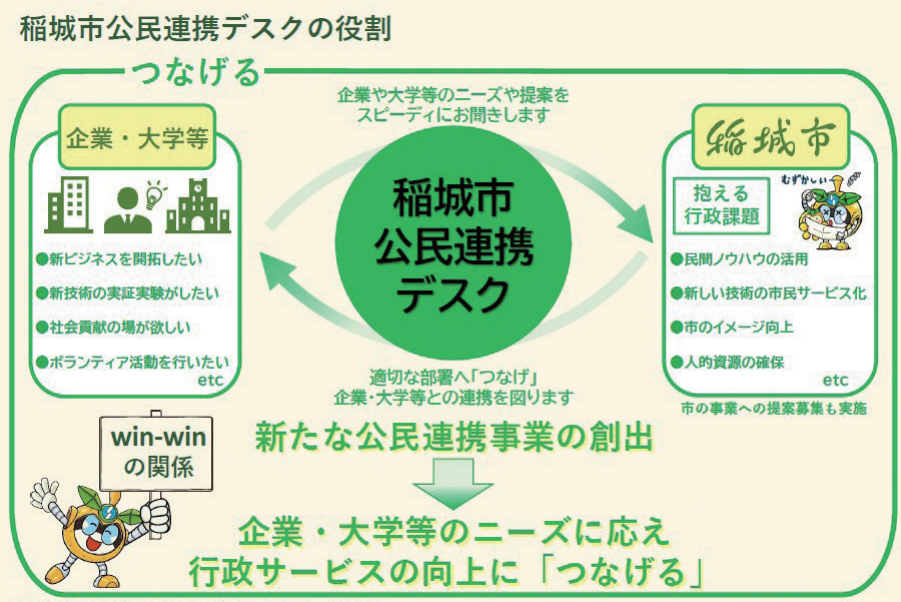 稲城市公民連携デスクの役割
つなげる
企業や大学等のニーズや提案を
スピーディにお聞きします
企業・大学等
●新ビジネスを開拓したい
●新技術の実証実験がしたい
●社会貢献の場が欲しい
●ボランティア活動を行いたい
etc
稲城市
公民連携
デスク
稲城市
抱える
行政課題
むずかしいー
●民間ノウハウの活用
●新しい技術の市民サービス化
●市のイメージ向上
●人的資源の確保
etc
市の事業への提案募集も実施
適切な部署へ「つなげ」
企業・大学等との連携を図ります
win-win
の関係
新たな公民連携事業の創出
企業・大学等のニーズに応え
行政サービスの向上に「つなげる」